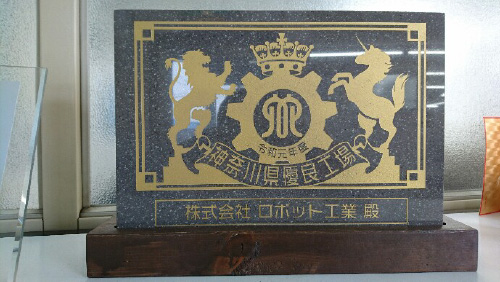 令和元年度
神奈川県優良工場
株式会社 ロボット工業 殿